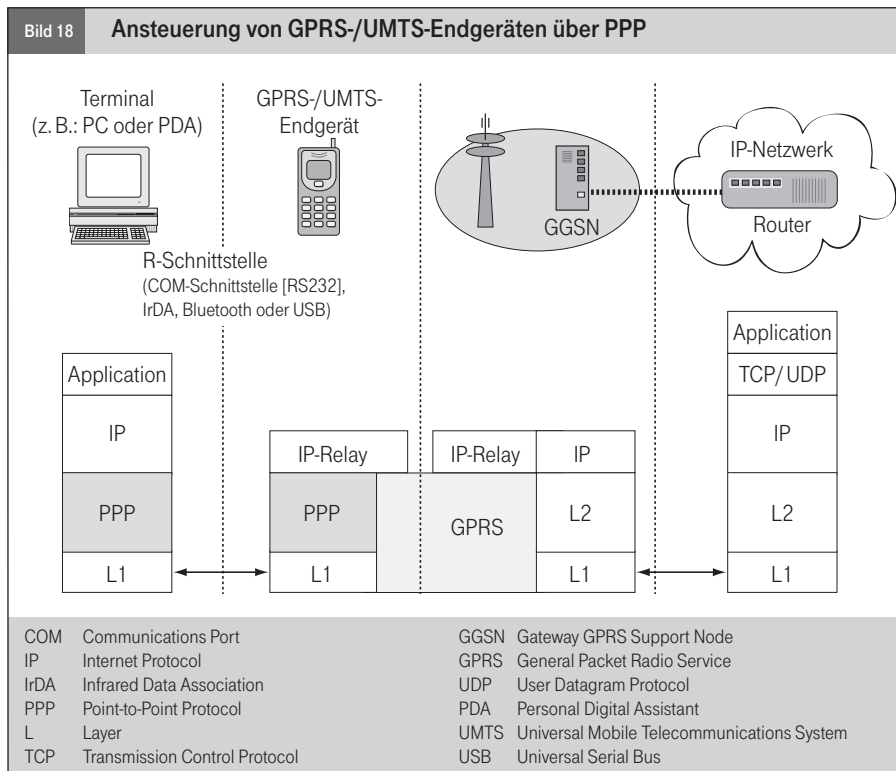 Bild 18 Ansteuerung von GPRS-/UMTS-Endgeräten über PPP
Terminal
(z. B.: PC oder PDA)
GPRS-/UMTS-
Endgerät
GGSN
IP-Netzwerk
Router
R-Schnittstelle
(COM-Schnittstelle [RS232],
IrDA, Bluetooth oder USB)
Application
IP
PPP
L1
IP-Relay
PPP
L1
IP-Relay
GPRS
IP
L2
L1
Application
TCP/UDP
IP
L2
L1
COM Communications Port
IP Internet Protocol
IrDA Infrared Data Association
PPP Point-to-Point Protocol
L Layer
TCP Transmission Control Protocol
GGSN Gateway GPRS Support Node
GPRS General Packet Radio Service
UDP User Datagram Protocol
PDA Personal Digital Assistant
UMTS Universal Mobile Telecommunications System
USB Universal Serial Bus